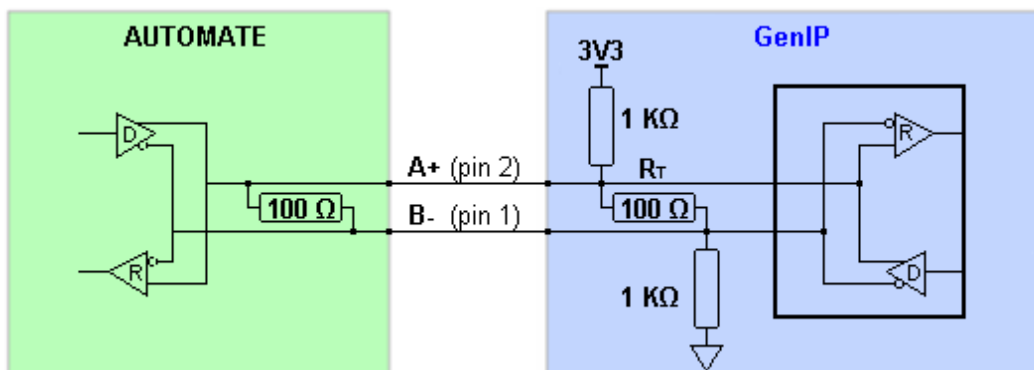 AUTOMATE
GenIP
3V3
1 KΩ
D
R
A+ (pin 2)
RT
100 Ω
100 Ω
B- (pin 1)
R
D
1 KΩ